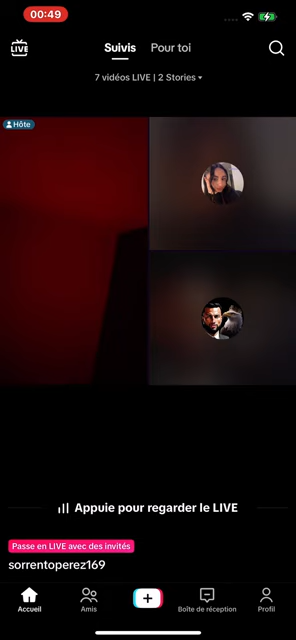 00:49
LIVE
Suivis Pour toi
7 vidéos LIVE | 2 Stories
Hôte
Appuie pour regarder le LIVE
Passe en LIVE avec des invités
sorrentoperez169
Accueil Amis Boîte de réception Profil